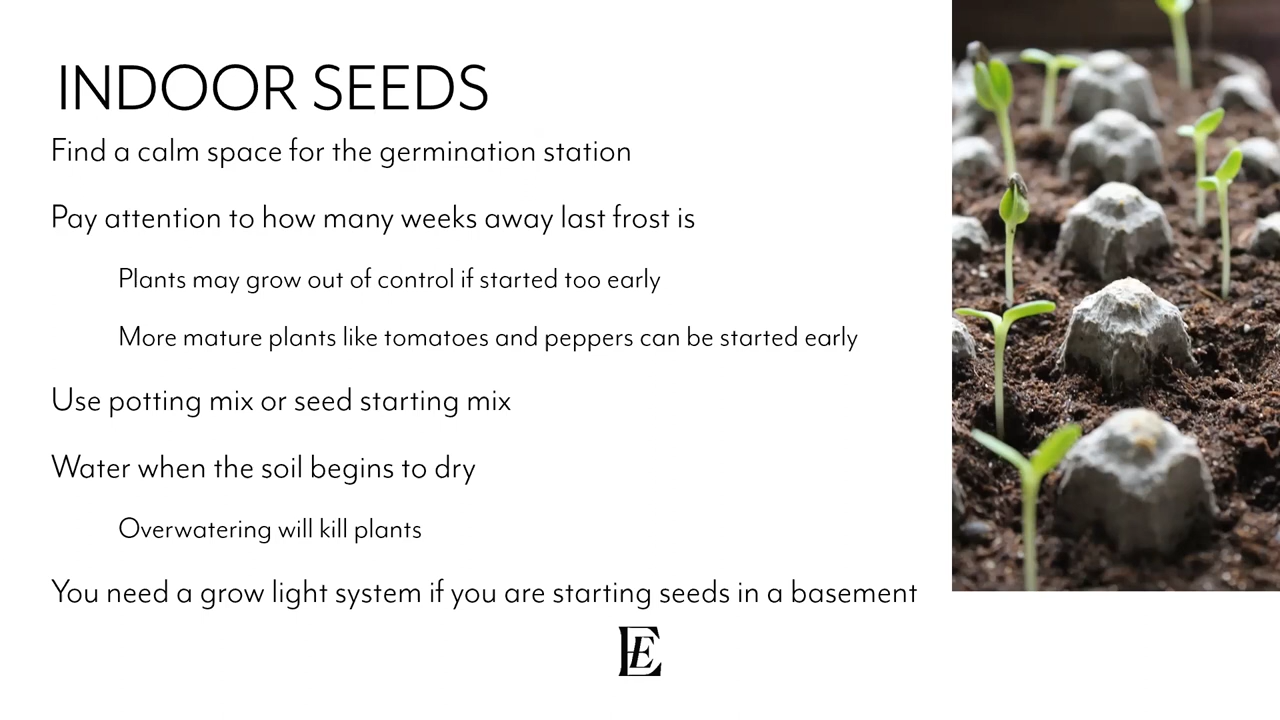 INDOOR SEEDS
Find a calm space for the germination station
Pay attention to how many weeks away last frost is
Plants may grow out of control if started too early
More mature plants like tomatoes and peppers can be started early
Use potting mix or seed starting mix
Water when the soil begins to dry
Overwatering will kill plants
You need a grow light system if you are starting seeds in a basement
EE